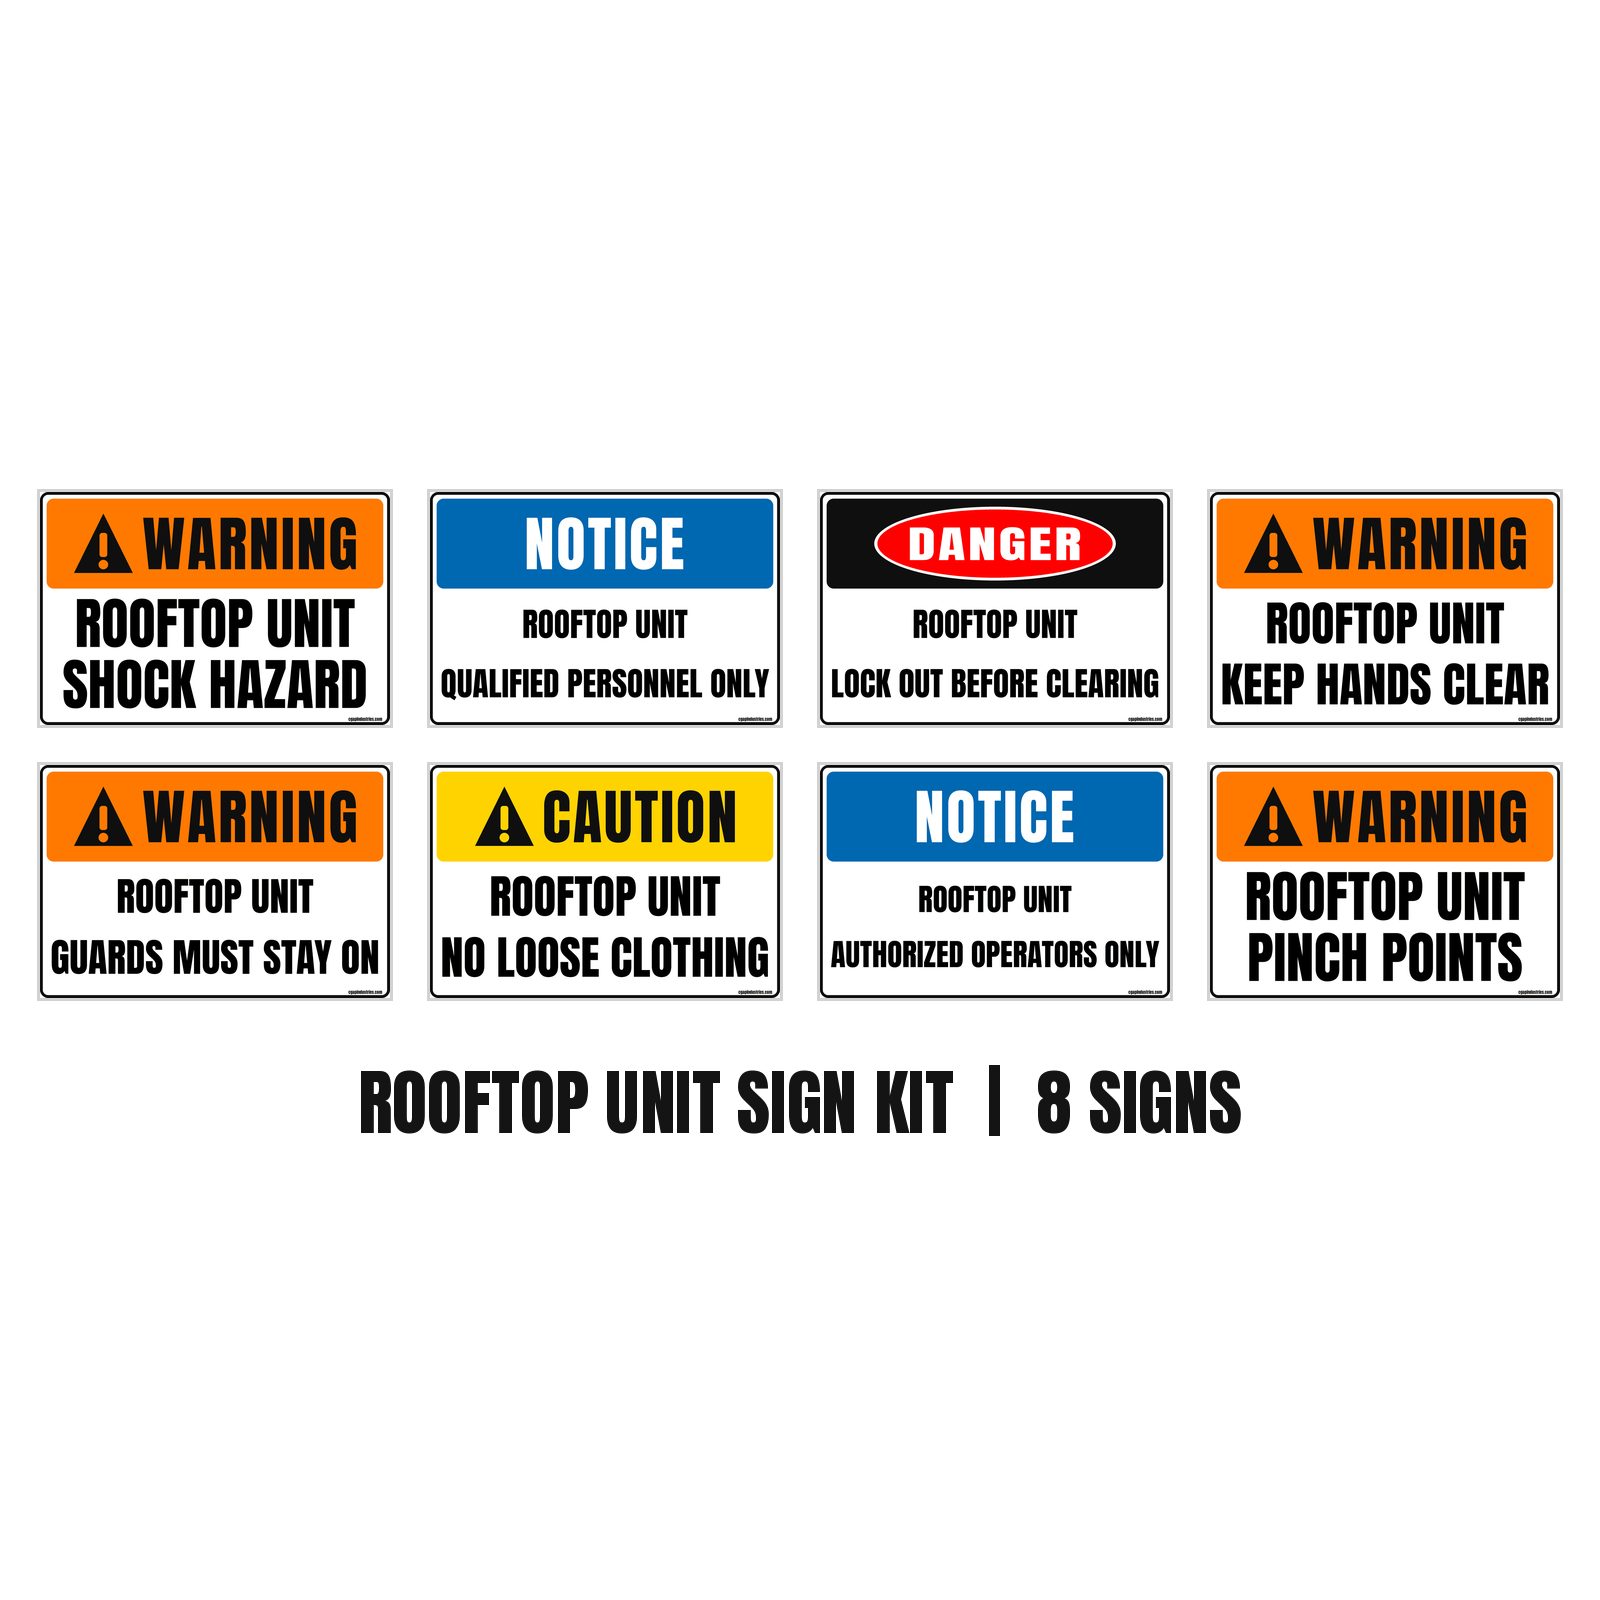 WARNING
ROOFTOP UNIT
SHOCK HAZARD
NOTICE
ROOFTOP UNIT
QUALIFIED PERSONNEL ONLY
DANGER
ROOFTOP UNIT
LOCK OUT BEFORE CLEARING
WARNING
ROOFTOP UNIT
KEEP HANDS CLEAR
WARNING
ROOFTOP UNIT
GUARDS MUST STAY ON
CAUTION
ROOFTOP UNIT
NO LOOSE CLOTHING
NOTICE
ROOFTOP UNIT
AUTHORIZED OPERATORS ONLY
WARNING
ROOFTOP UNIT
PINCH POINTS
ROOFTOP UNIT SIGN KIT | 8 SIGNS